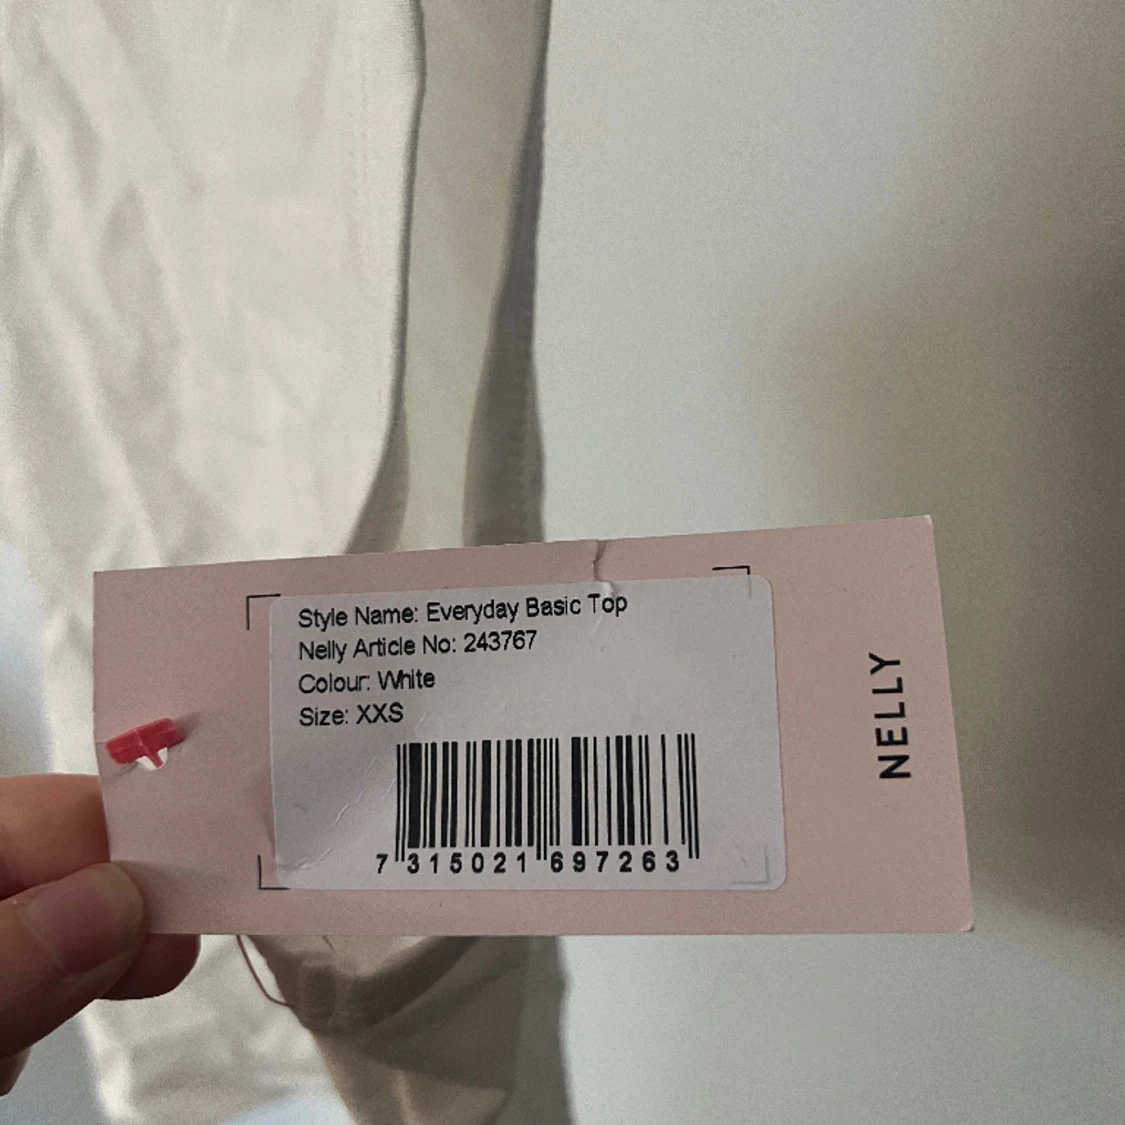 Style Name: Everyday Basic Top
Nelly Article No: 243767
Colour: White
Size: XXS
7 315021 697263
NELLY